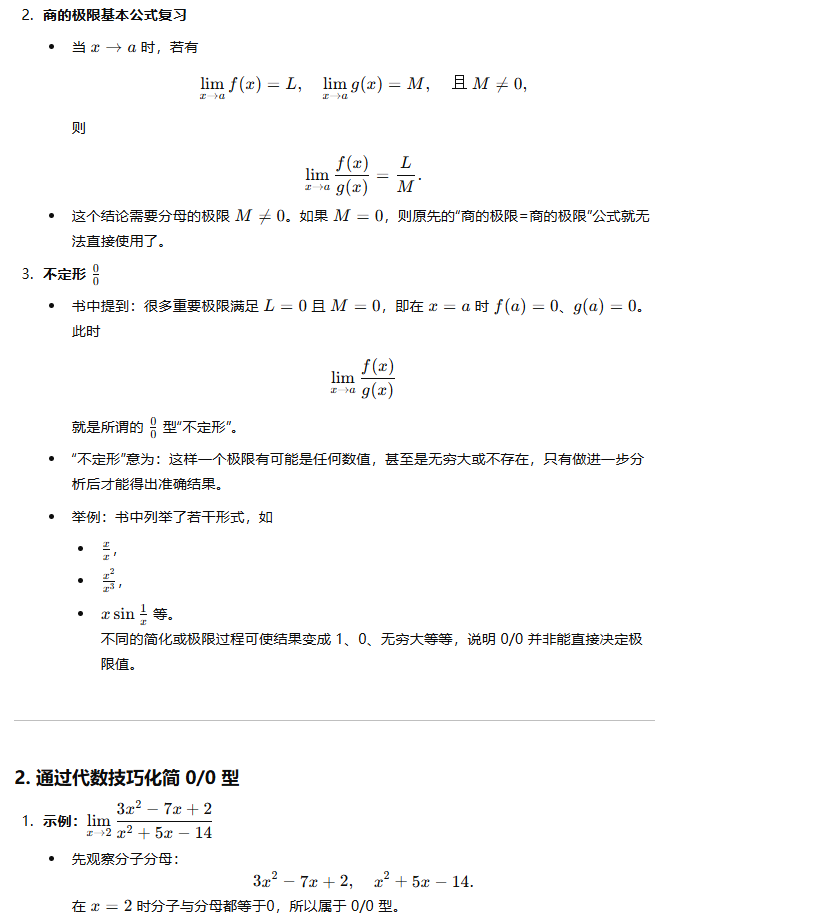 2. 商的极限基本公式复习
• 当 x → a 时，若有
lim_{x→a} f(x) = L,  lim_{x→a} g(x) = M,  且 M ≠ 0,
则
lim_{x→a} f(x)/g(x) = L/M.
• 这个结论需要分母的极限 M ≠ 0。如果 M = 0，则原先的“商的极限=商的极限”公式就无
法直接使用了。
3. 不定形 0/0
• 书中提到：很多重要极限满足 L = 0 且 M = 0，即在 x = a 时 f(a) = 0、g(a) = 0。
此时
lim_{x→a} f(x)/g(x)
就是所谓的 0/0 型“不定形”。
• “不定形”意为：这样一个极限有可能是任何数值，甚至是无穷大或不存在，只有做进一步分
析后才能得出准确结果。
• 举例：书中列举了若干形式，如
• x/x，
• x²/x³，
• x sin 1/x 等。
不同的简化或极限过程可使结果变成 1、0、无穷大等等，说明 0/0 并非能直接决定极
限值。
2. 通过代数技巧化简 0/0 型
1. 示例：lim_{x→2} (3x² − 7x + 2)/(x² + 5x − 14)
• 先观察分子分母：
3x² − 7x + 2,  x² + 5x − 14.
在 x = 2 时分子与分母都等于0，所以属于 0/0 型。